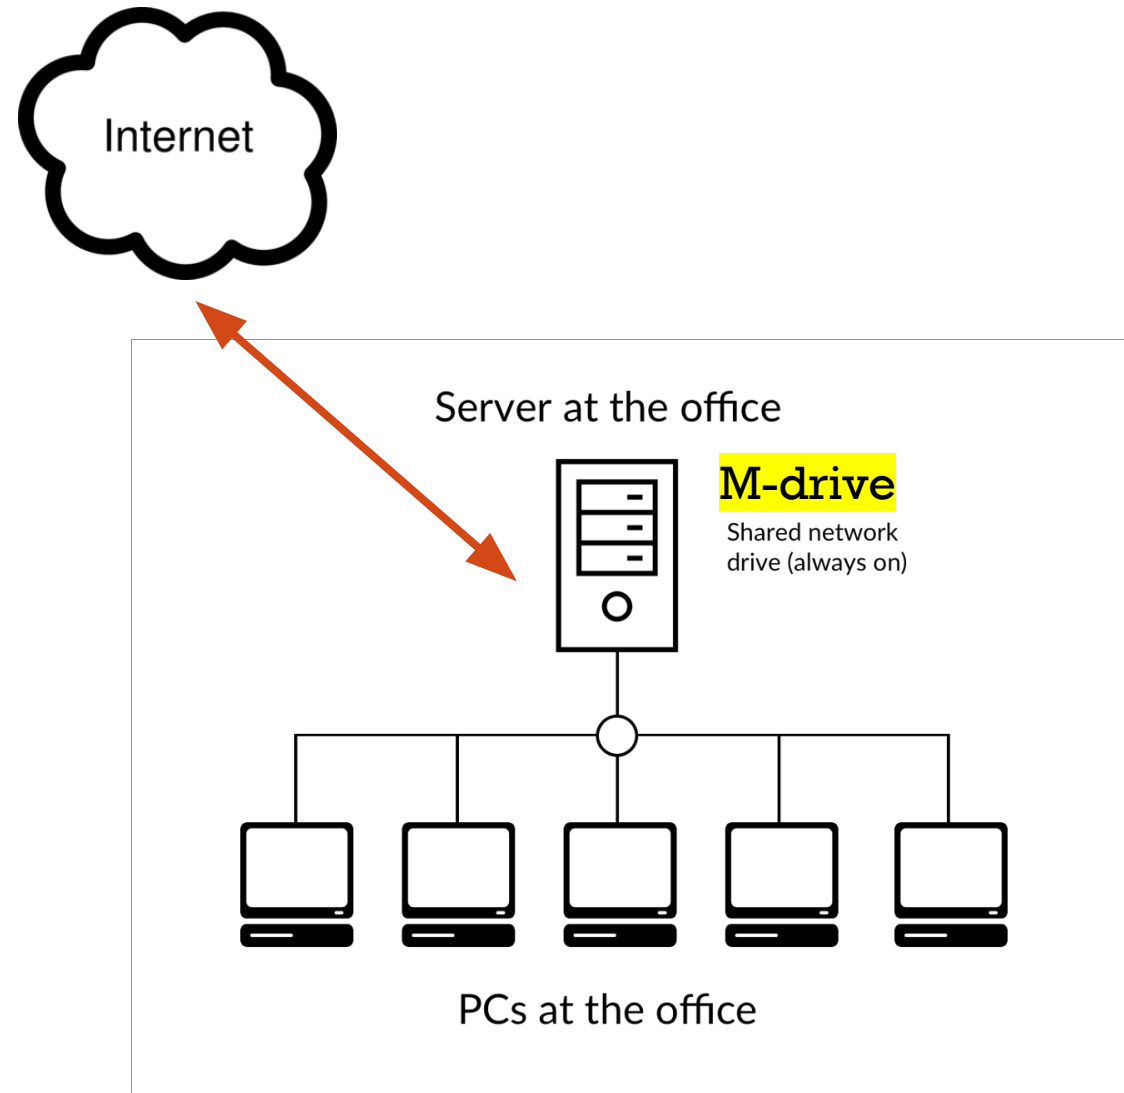 Internet
Server at the office
M-drive
Shared network
drive (always on)
PCs at the office